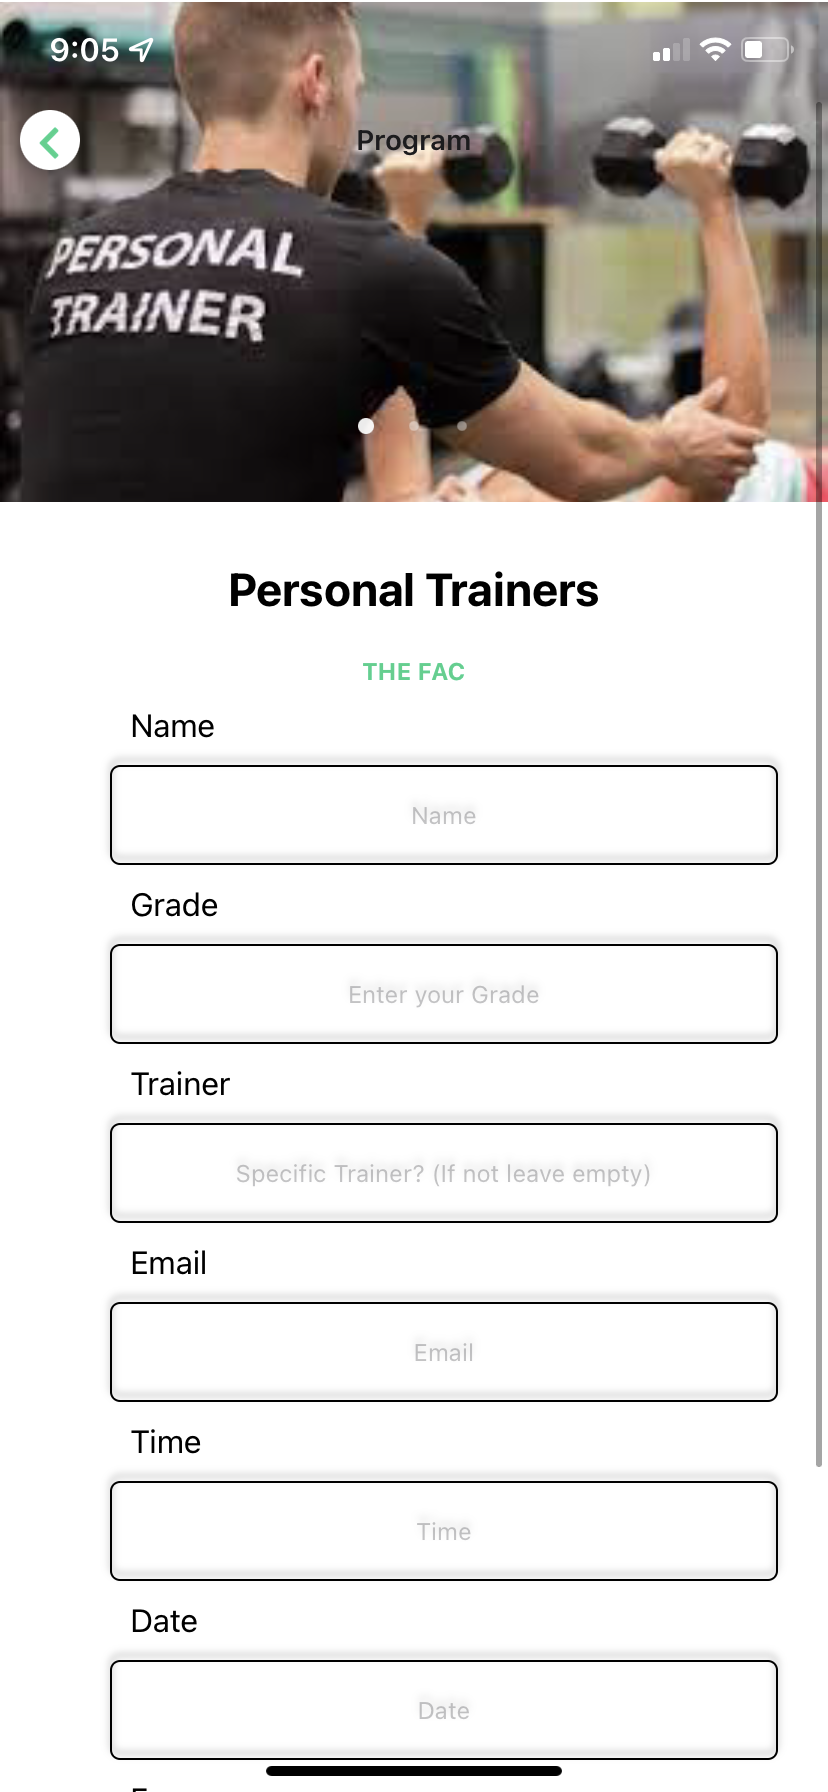 9:05
Program
PERSONAL
TRAINER
Personal Trainers
THE FAC
Name
Name
Grade
Enter your Grade
Trainer
Specific Trainer? (If not leave empty)
Email
Email
Time
Time
Date
Date